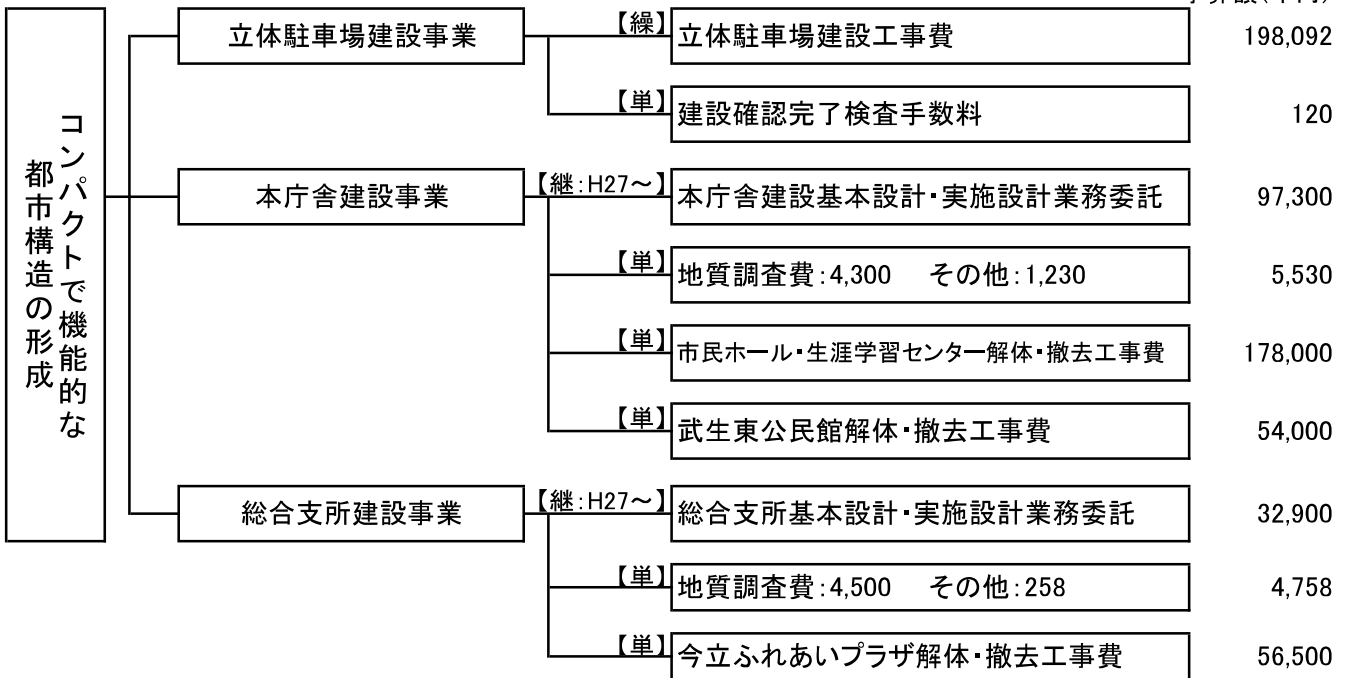 コンパクトで機能的な
都市構造の形成
立体駐車場建設事業
【繰】
立体駐車場建設工事費
198,092
【単】
建設確認完了検査手数料
120
本庁舎建設事業
【継:H27～】
本庁舎建設基本設計・実施設計業務委託
97,300
【単】
地質調査費:4,300 その他:1,230
5,530
【単】
市民ホール・生涯学習センター解体・撤去工事費
178,000
【単】
武生東公民館解体・撤去工事費
54,000
総合支所建設事業
【継:H27～】
総合支所基本設計・実施設計業務委託
32,900
【単】
地質調査費:4,500 その他:258
4,758
【単】
今立ふれあいプラザ解体・撤去工事費
56,500